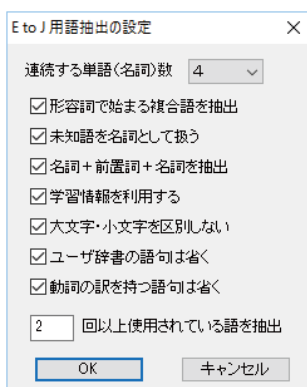 E to J 用語抽出の設定
連続する単語(名詞)数 4
形容詞で始まる複合語を抽出
未知語を名詞として扱う
名詞+前置詞+名詞を抽出
学習情報を利用する
大文字・小文字を区別しない
ユーザ辞書の語句は省く
動詞の訳を持つ語句は省く
2 回以上使用されている語を抽出
OK キャンセル